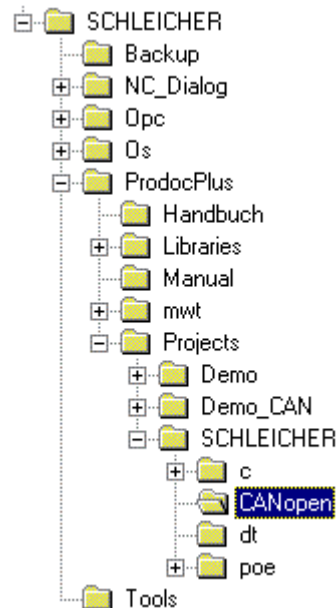 SCHLEICHER
Backup
NC_Dialog
Opc
Os
ProdocPlus
Handbuch
Libraries
Manual
mwt
Projects
Demo
Demo_CAN
SCHLEICHER
c
CANopen
dt
poe
Tools